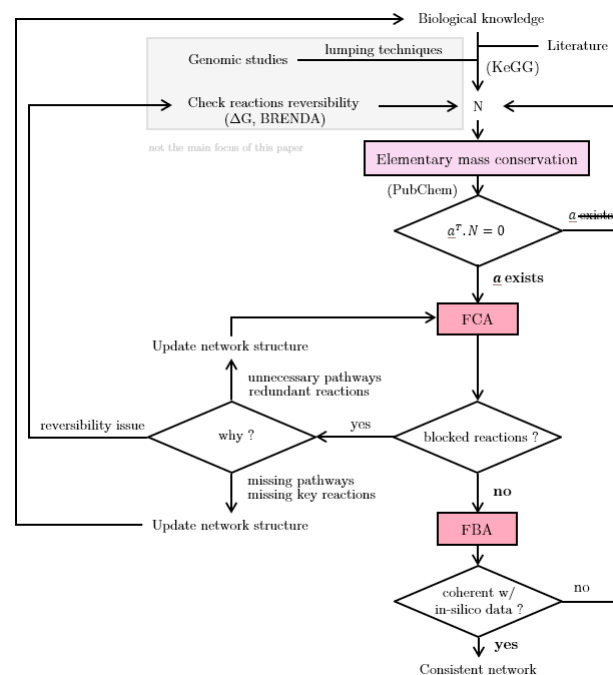 Biological knowledge
Literature
lumping techniques
Genomic studies
(KeGG)
Check reactions reversibility
(ΔG, BRENDA)
N
not the main focus of this paper
Elementary mass conservation
(PubChem)
a exists
a^T.N = 0
a exists
FCA
Update network structure
unnecessary pathways
redundant reactions
reversibility issue
why ?
yes
blocked reactions ?
missing pathways
missing key reactions
no
Update network structure
FBA
coherent w/
in-silico data ?
no
yes
Consistent network